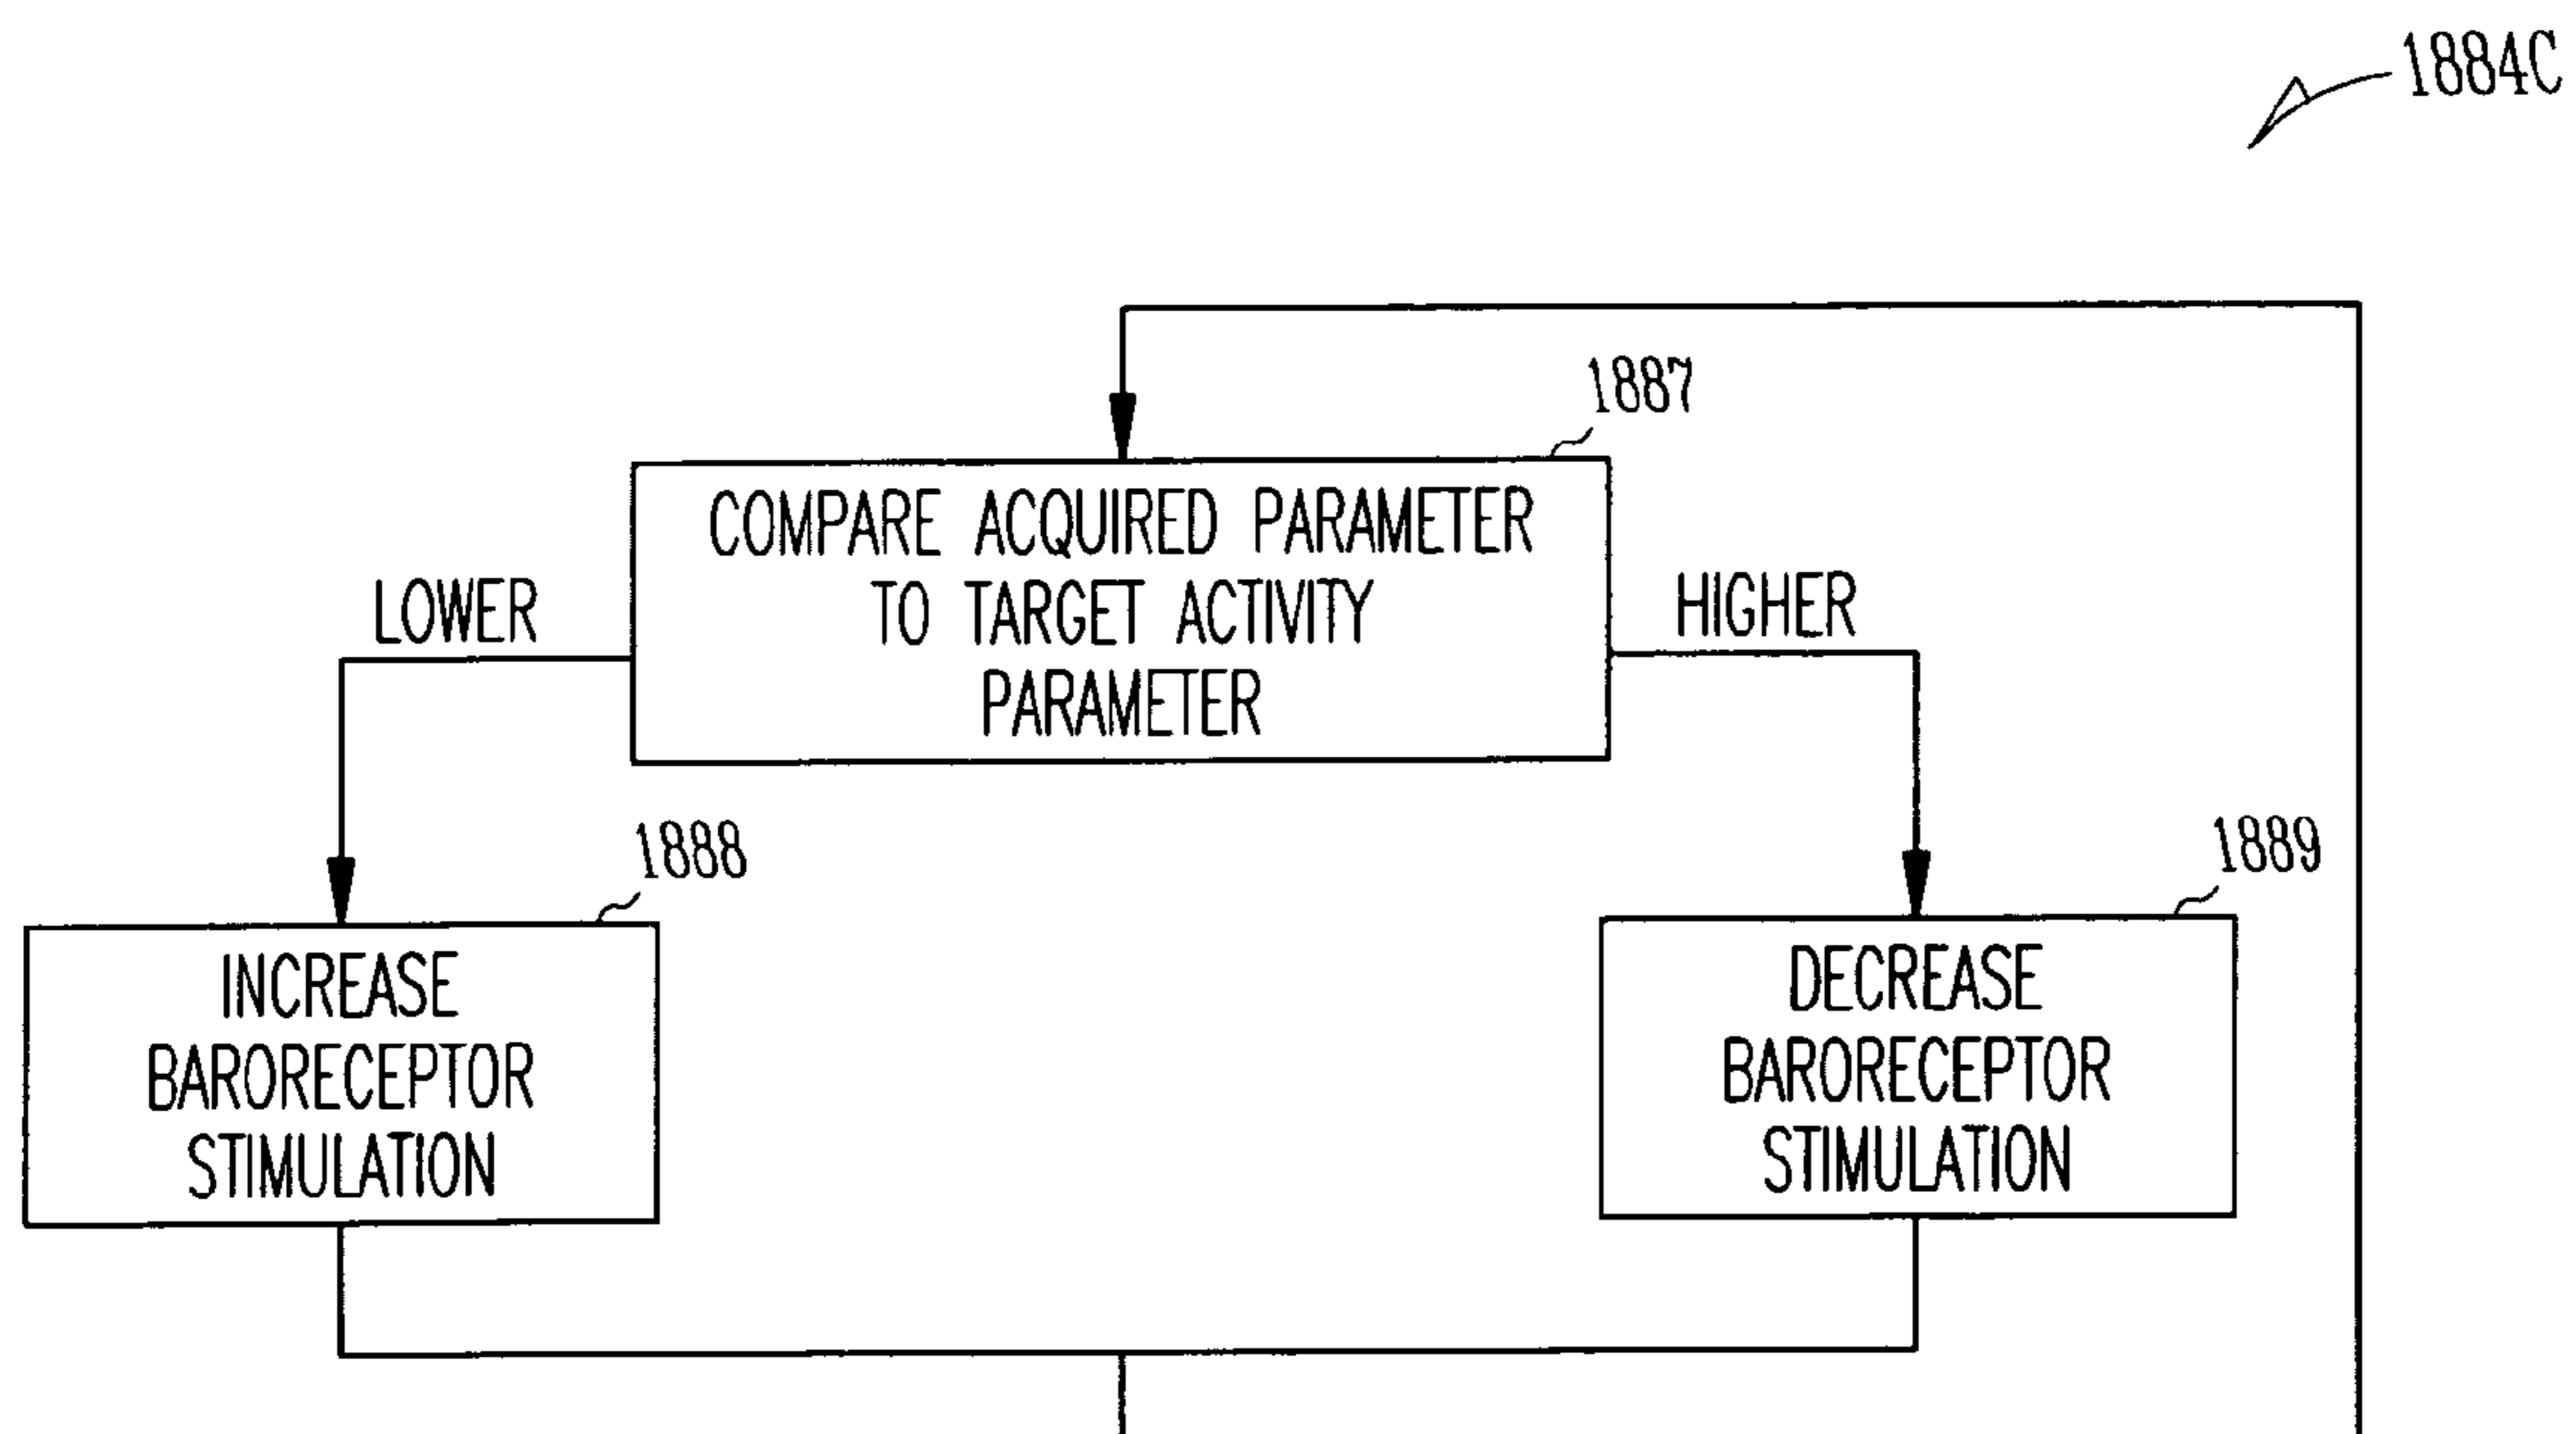 1884C
1887
COMPARE ACQUIRED PARAMETER
TO TARGET ACTIVITY
PARAMETER
LOWER
HIGHER
1888
INCREASE
BARORECEPTOR
STIMULATION
1889
DECREASE
BARORECEPTOR
STIMULATION